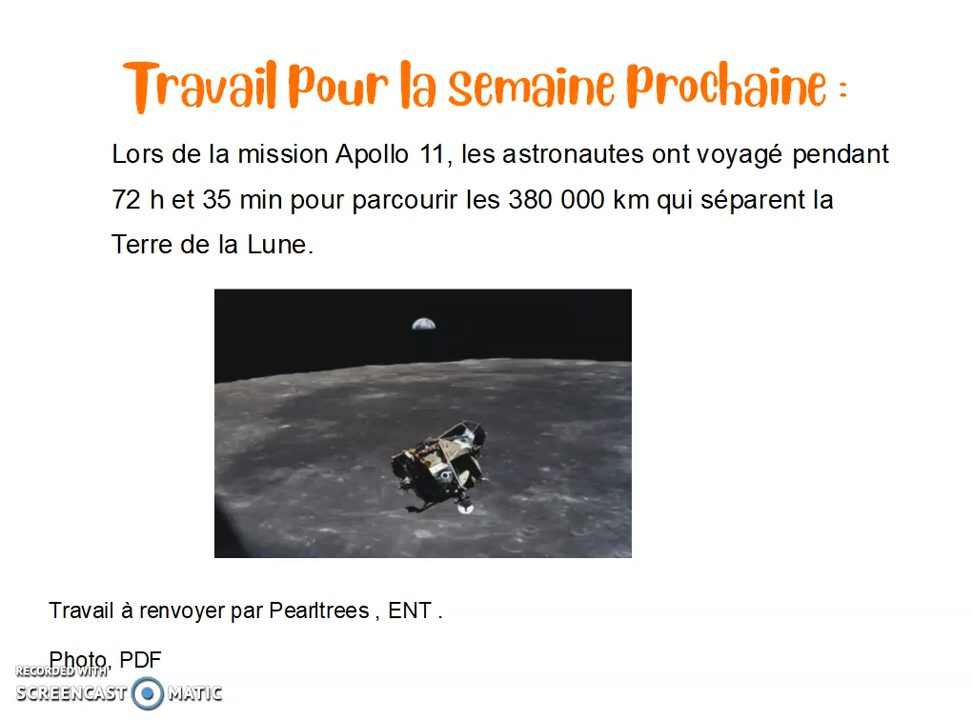 Travail pour la semaine prochaine :
Lors de la mission Apollo 11, les astronautes ont voyagé pendant
72 h et 35 min pour parcourir les 380 000 km qui séparent la
Terre de la Lune.
Travail à renvoyer par Pearltrees , ENT .
Photo, PDF
RECORDED WITH
SCREENCAST MATIC